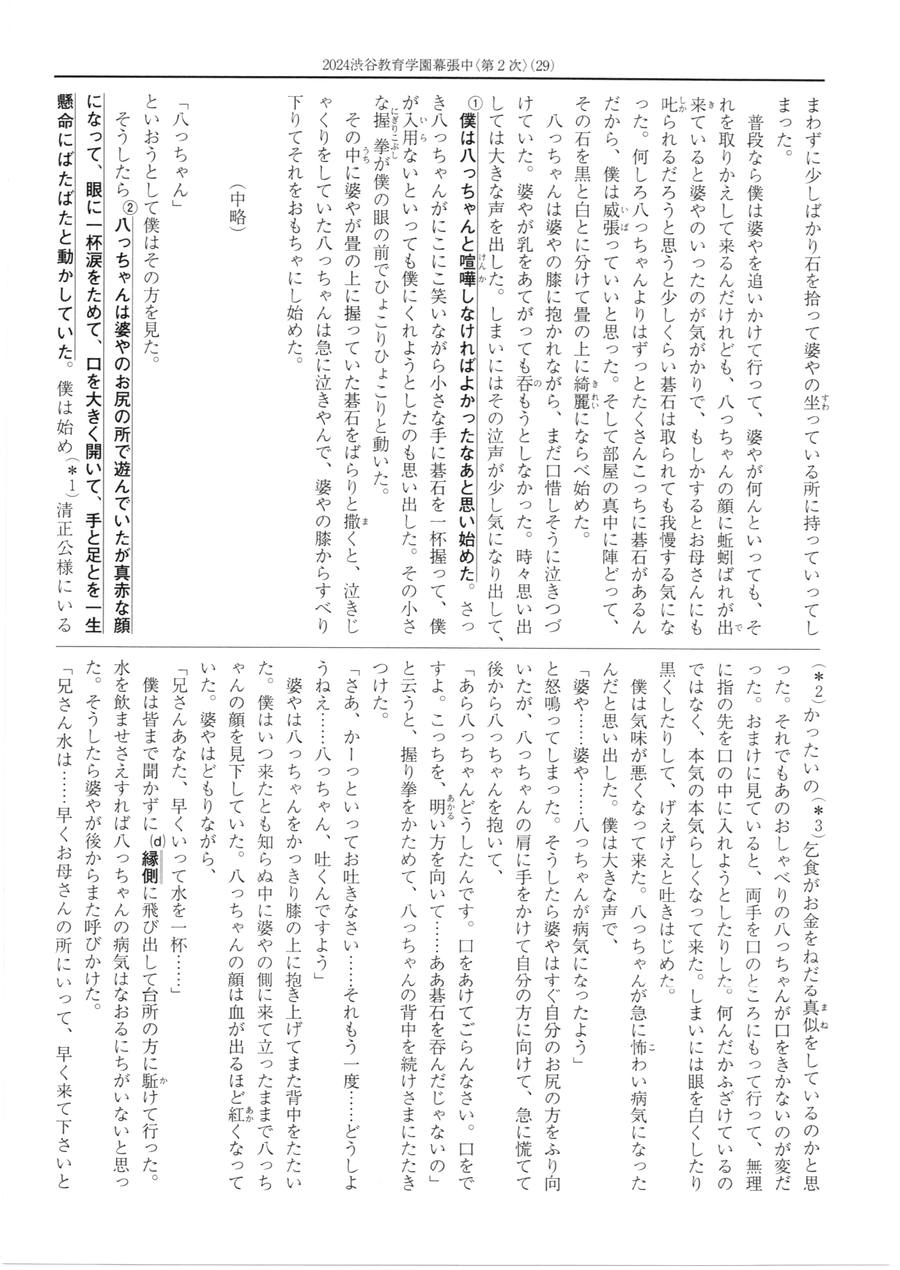 2024渋谷教育学園幕張中〈第2次〉(29)
まわずに少しばかり石を拾って婆やの坐っている所に持っていってし
まった。
　普段なら僕は婆やを追いかけて行って、婆やが何んといっても、そ
れを取りかえして来るんだけれども、八っちゃんの顔に蚯蚓ばれが出
来ていると婆やのいったのが気がかりで、もしかするとお母さんにも
叱られるだろうと思うと少しくらい碁石は取られても我慢する気にな
った。何しろ八っちゃんよりはずっとたくさんこっちに碁石があるん
だから、僕は威張っていいと思った。そして部屋の真中に陣どって、
その石を黒と白とに分けて畳の上に綺麗にならべ始めた。
　八っちゃんは婆やの膝に抱かれながら、まだ口惜しそうに泣きつづ
けていた。婆やが乳をあてがっても呑もうとしなかった。時々思い出
しては大きな声を出した。しまいにはその泣声が少し気になり出して、
①僕は八っちゃんと喧嘩しなければよかったなあと思い始めた。さっ
き八っちゃんがにこにこ笑いながら小さな手に碁石を一杯握って、僕
が入用ないといっても僕にくれようとしたのも思い出した。その小さ
な握拳が僕の眼の前でひょこりひょこりと動いた。
　その中に婆やが畳の上に握っていた碁石をばらりと撒くと、泣きじ
ゃくりをしていた八っちゃんは急に泣きやんで、婆やの膝からすべり
下りてそれをおもちゃにし始めた。
（中略）
「八っちゃん」
といおうとして僕はその方を見た。
　そうしたら②八っちゃんは婆やのお尻の所で遊んでいたが真赤な顔
になって、眼に一杯涙をためて、口を大きく開いて、手と足とを一生
懸命にばたばたと動かしていた。僕は始め（＊1）清正公様にいる
（＊2）かったいの（＊3）乞食がお金をねだる真似をしているのかと思
った。それでもあのおしゃべりの八っちゃんが口をきかないのが変だ
った。おまけに見ていると、両手を口のところにもって行って、無理
に指の先を口の中に入れようとしたりした。何んだかふざけているの
ではなく、本気の本気らしくなって来た。しまいには眼を白くしたり
黒くしたりして、げえげえと吐きはじめた。
　僕は気味が悪くなって来た。八っちゃんが急に怖わい病気になった
んだと思い出した。僕は大きな声で、
「婆や……婆や……八っちゃんが病気になったよう」
と怒鳴ってしまった。そうしたら婆やはすぐ自分のお尻の方をふり向
いたが、八っちゃんの肩に手をかけて自分の方に向けて、急に慌てて
後から八っちゃんを抱いて、
「あら八っちゃんどうしたんです。口をあけてごらんなさい。口をで
すよ。こっちを、明い方を向いて……ああ碁石を呑んだじゃないの」
と云うと、握り拳をかためて、八っちゃんの背中を続けさまにたたき
つけた。
「さあ、かーっといってお吐きなさい……それもう一度……どうしよ
うねえ……八っちゃん、吐くんですよう」
　婆やは八っちゃんをかっきり膝の上に抱き上げてまた背中をたたい
た。僕はいつ来たとも知らぬ中に婆やの側に来て立ったままで八っち
ゃんの顔を見下していた。八っちゃんの顔は血が出るほど紅くなって
いた。婆やはどもりながら、
「兄さんあなた、早くいって水を一杯……」
　僕は皆まで聞かずに(d)縁側に飛び出して台所の方に駈けて行った。
水を飲ませさえすれば八っちゃんの病気はなおるにちがいないと思っ
た。そうしたら婆やが後からまた呼びかけた。
「兄さん水は……早くお母さんの所にいって、早く来て下さいと